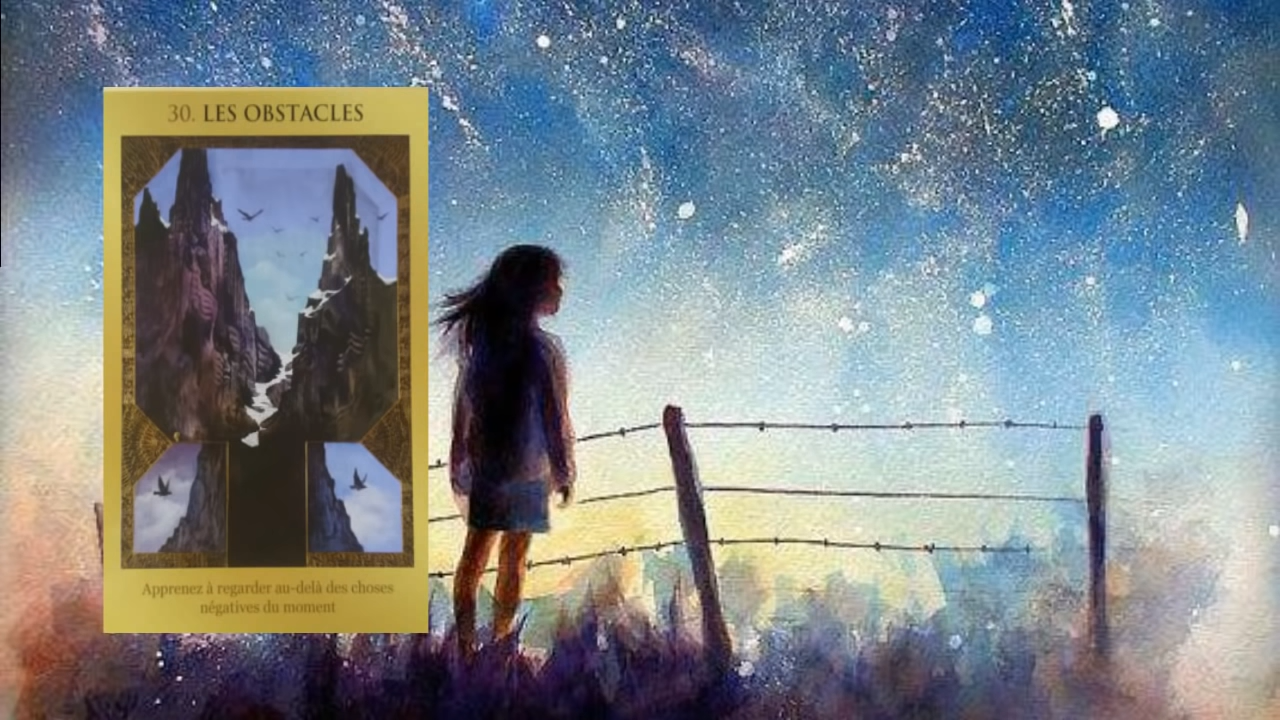 30. LES OBSTACLES
Apprenez à regarder au-delà des choses
négatives du moment